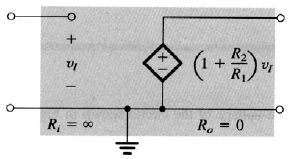 +
v_I
−
+
−
(1 + R_2/R_1) v_I
R_i = ∞
R_o = 0